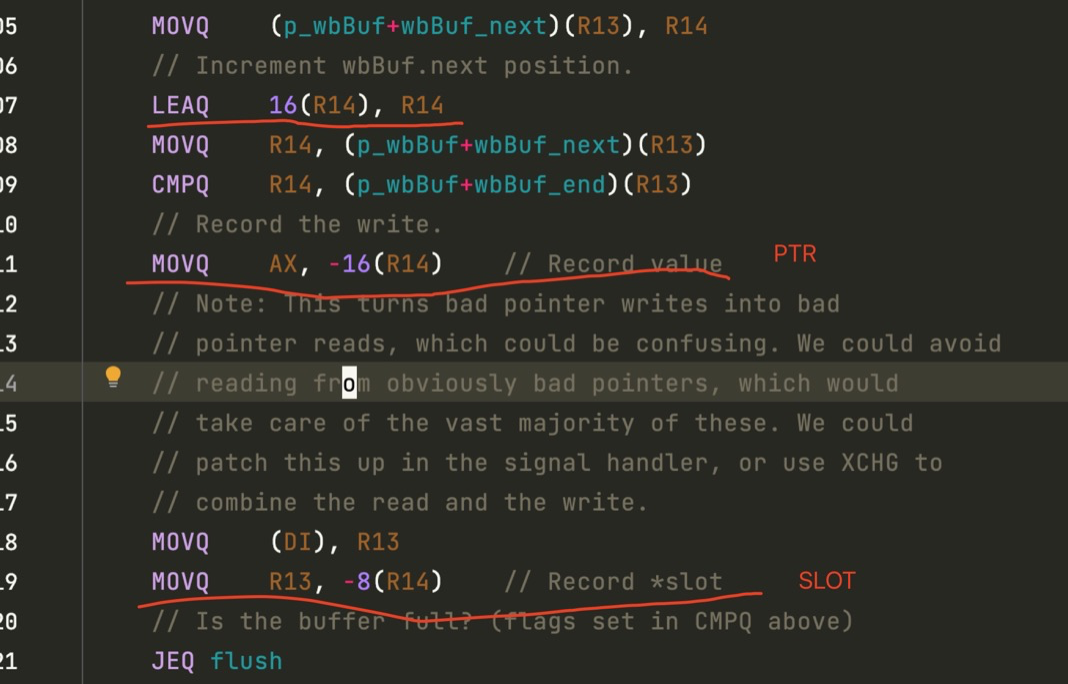 05 MOVQ (p_wbBuf+wbBuf_next)(R13), R14
06 // Increment wbBuf.next position.
07 LEAQ 16(R14), R14
08 MOVQ R14, (p_wbBuf+wbBuf_next)(R13)
09 CMPQ R14, (p_wbBuf+wbBuf_end)(R13)
10 // Record the write.
11 MOVQ AX, -16(R14) // Record value PTR
12 // Note: This turns bad pointer writes into bad
13 // pointer reads, which could be confusing. We could avoid
14 // reading from obviously bad pointers, which would
15 // take care of the vast majority of these. We could
16 // patch this up in the signal handler, or use XCHG to
17 // combine the read and the write.
18 MOVQ (DI), R13
19 MOVQ R13, -8(R14) // Record *slot SLOT
20 // Is the buffer full? (flags set in CMPQ above)
21 JEQ flush